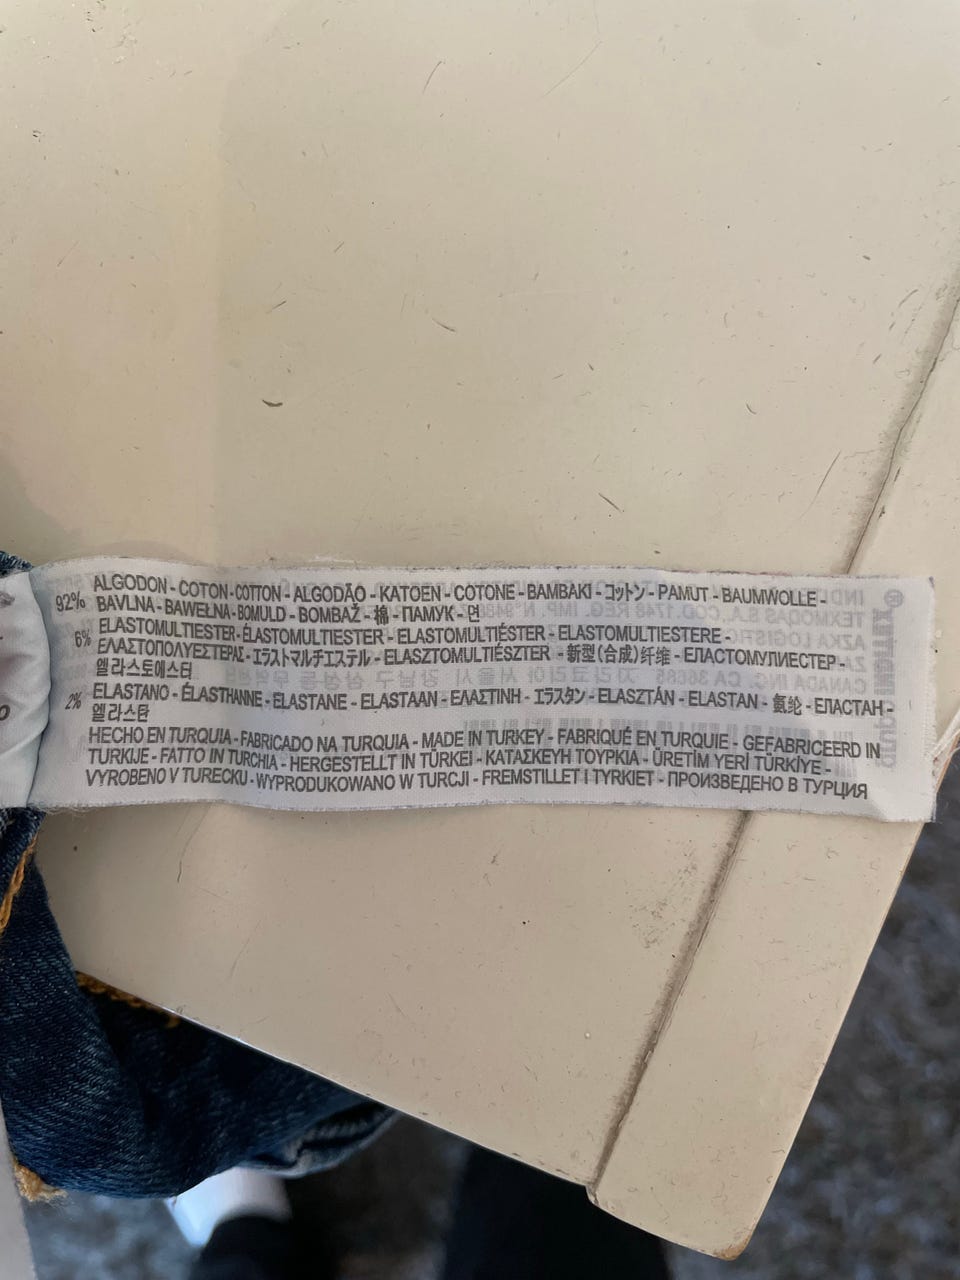 92% ALGODON - COTON - COTTON - ALGODÃO - KATOEN - COTONE - BAMBAKI - コットン - PAMUT - BAUMWOLLE -
BAVLNA - BAWEŁNA - BOMULD - BOMBAŽ - 棉 - ПАМУК - 면
6% ELASTOMULTIESTER - ÉLASTOMULTIESTER - ELASTOMULTIÉSTER - ELASTOMULTIESTERE -
ΕΛΑΣΤΟΠΟΛΥΕΣΤΕΡΑΣ - エラストマルチエステル - ELASZTOMULTIÉSZTER - 新型(合成)纤维 - ЕЛАСТОМУЛИЕСТЕР -
엘라스토에스터
2% ELASTANO - ÉLASTHANNE - ELASTANE - ELASTAAN - ΕΛΑΣΤΙΝΗ - エラスタン - ELASZTÁN - ELASTAN - 氨纶 - ЕЛАСТАН -
엘라스탄
HECHO EN TURQUIA - FABRICADO NA TURQUIA - MADE IN TURKEY - FABRIQUÉ EN TURQUIE - GEFABRICEERD IN
TURKIJE - FATTO IN TURCHIA - HERGESTELLT IN TÜRKEI - ΚΑΤΑΣΚΕΥΗ ΤΟΥΡΚΙΑ - ÜRETİM YERİ TÜRKİYE -
VYROBENO V TURECKU - WYPRODUKOWANO W TURCJI - FREMSTILLET I TYRKIET - ПРОИЗВЕДЕНО В ТУРЦИЯ